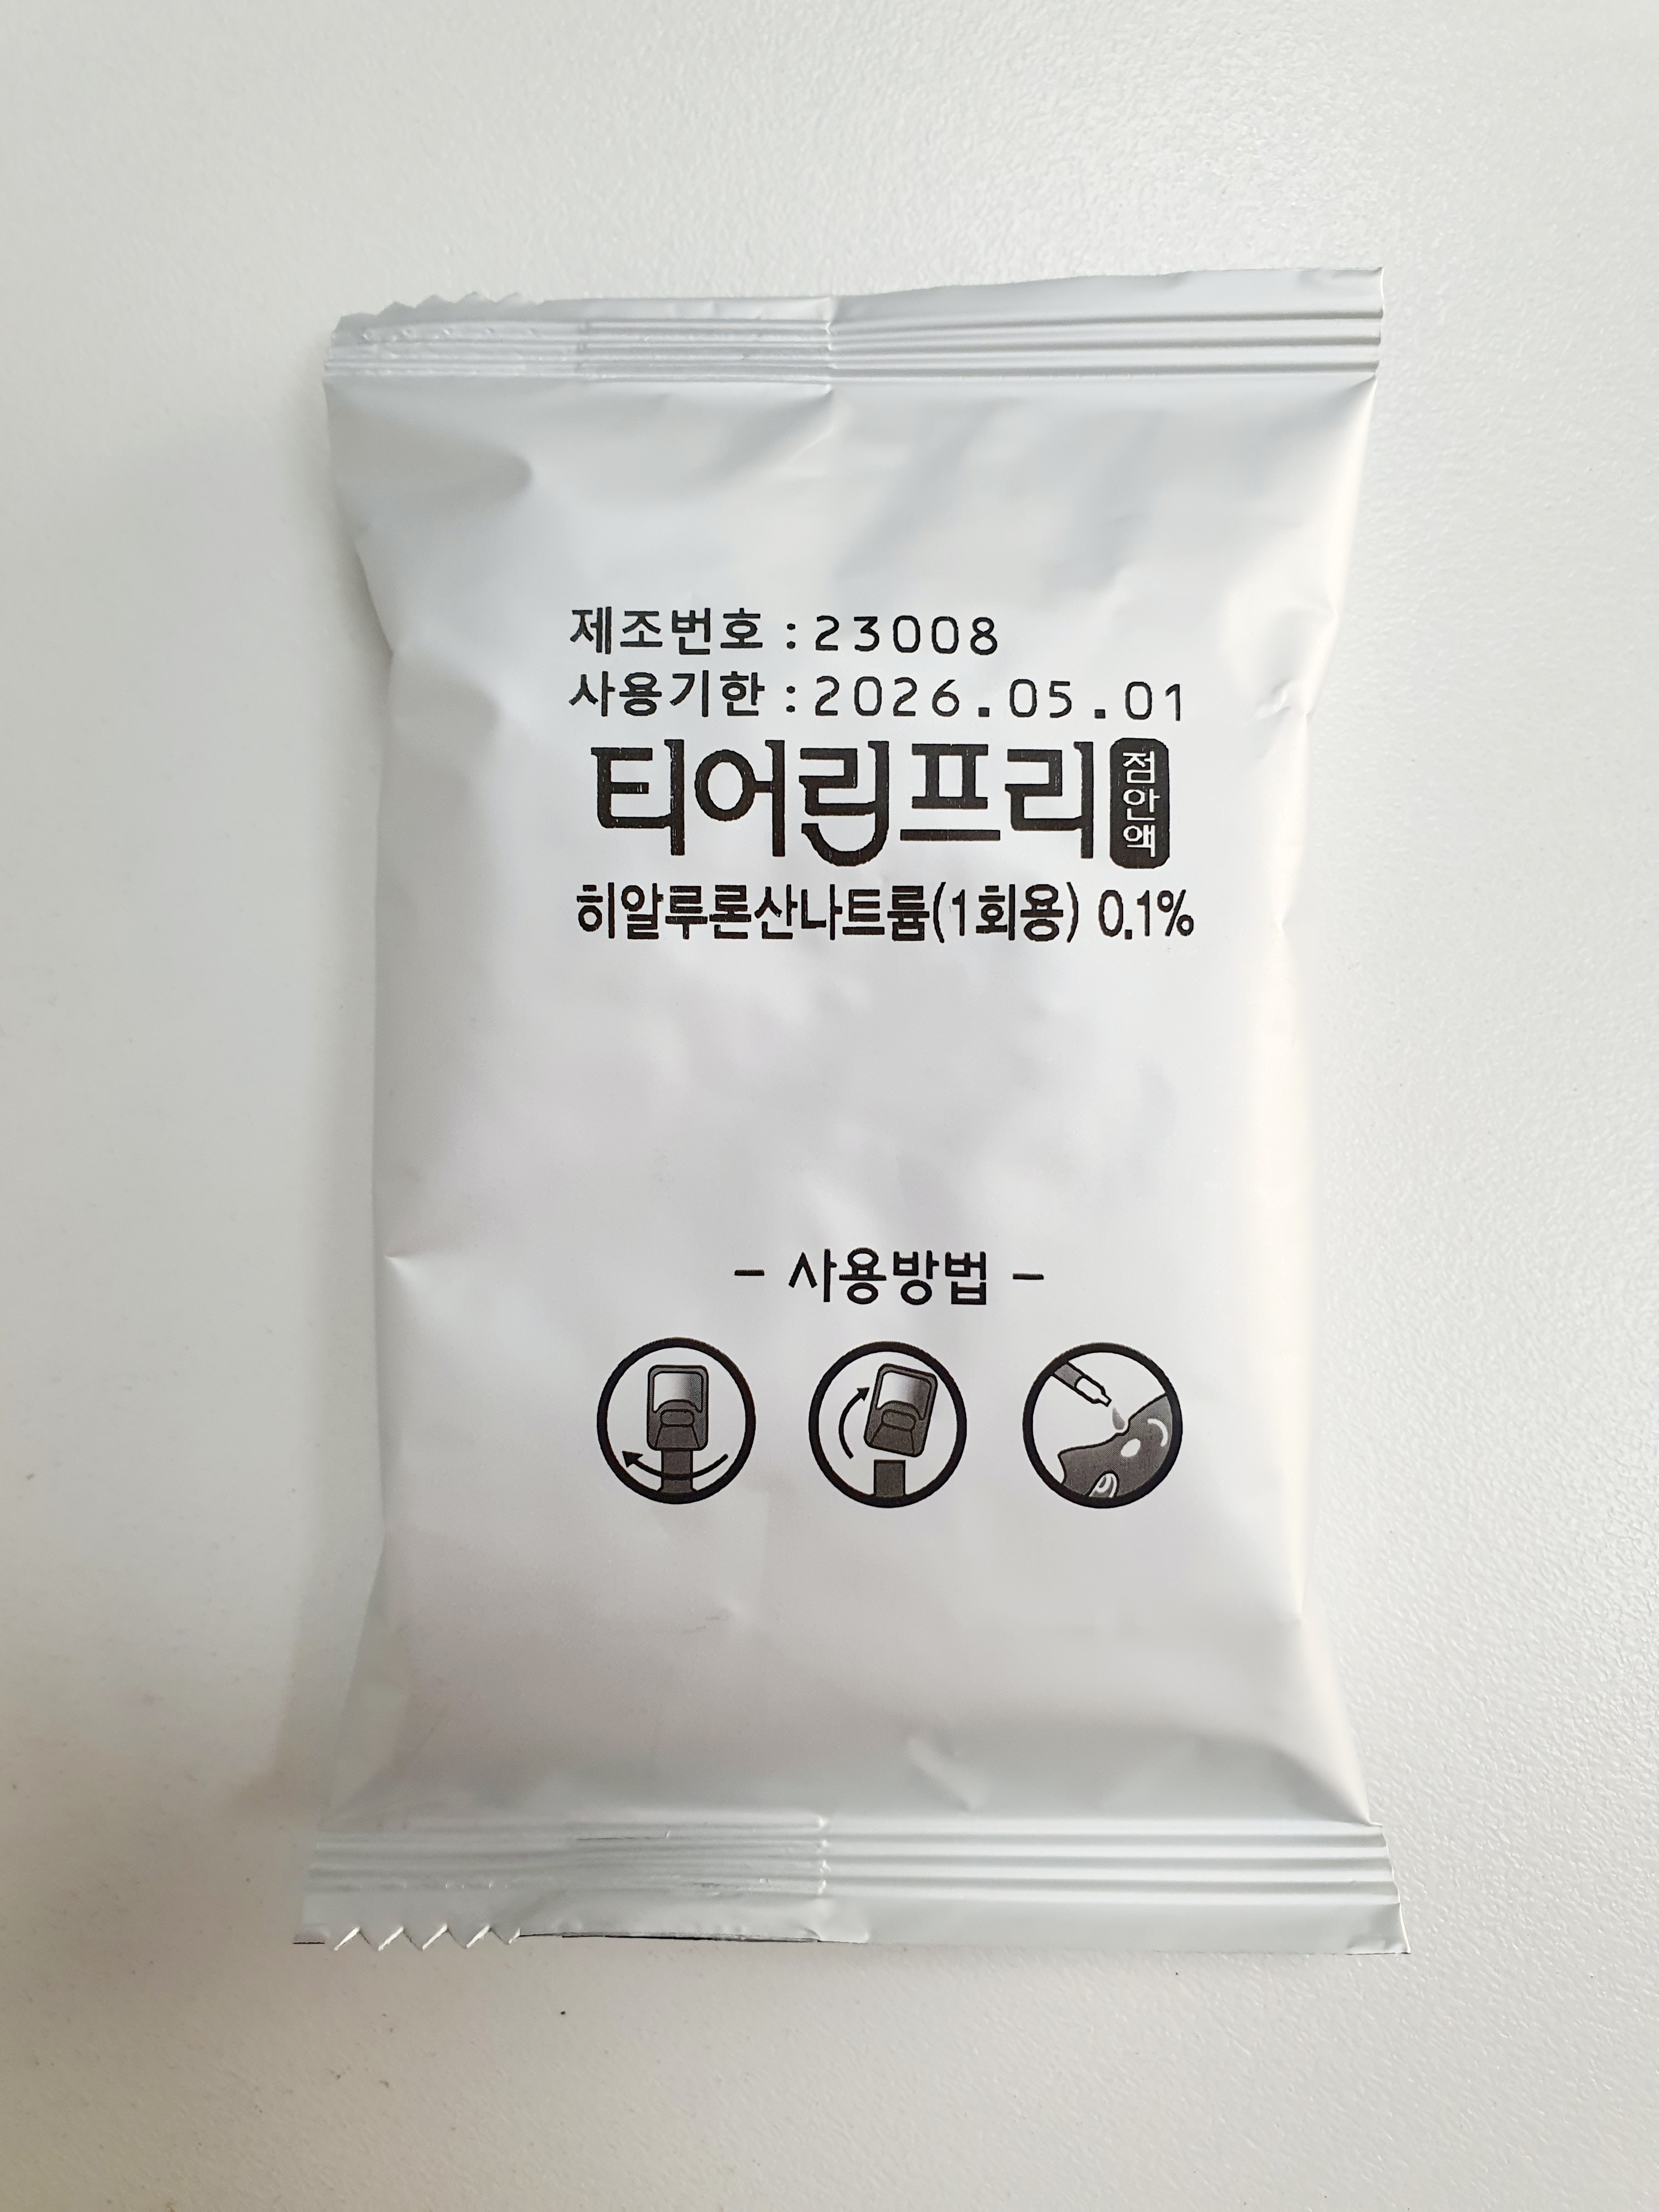 제조번호 : 23008
사용기한 : 2026.05.01
티어링프리 점안액
히알루론산나트륨(1회용) 0.1%
- 사용방법 -